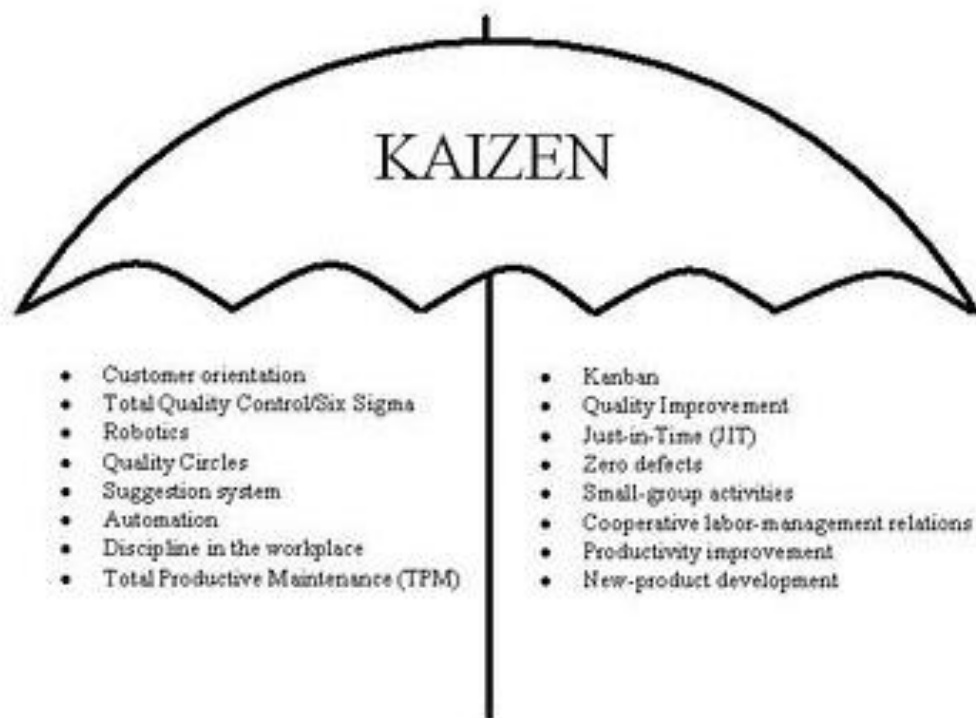 KAIZEN
• Customer orientation
• Total Quality Control/Six Sigma
• Robotics
• Quality Circles
• Suggestion system
• Automation
• Discipline in the workplace
• Total Productive Maintenance (TPM)
• Kanban
• Quality Improvement
• Just-in-Time (JIT)
• Zero defects
• Small-group activities
• Cooperative labor-management relations
• Productivity improvement
• New-product development